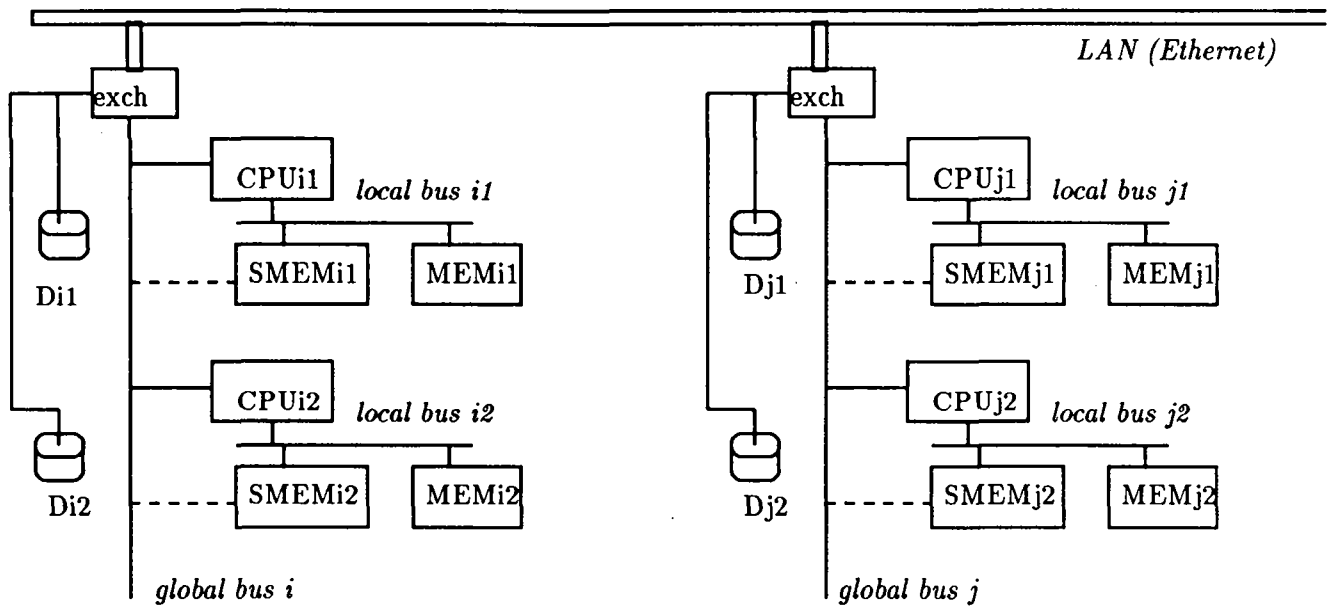 LAN (Ethernet)
exch
exch
CPUi1
local bus i1
CPUj1
local bus j1
SMEMi1
MEMi1
Di1
SMEMj1
MEMj1
Dj1
CPUi2
local bus i2
CPUj2
local bus j2
SMEMi2
MEMi2
Di2
SMEMj2
MEMj2
Dj2
global bus i
global bus j